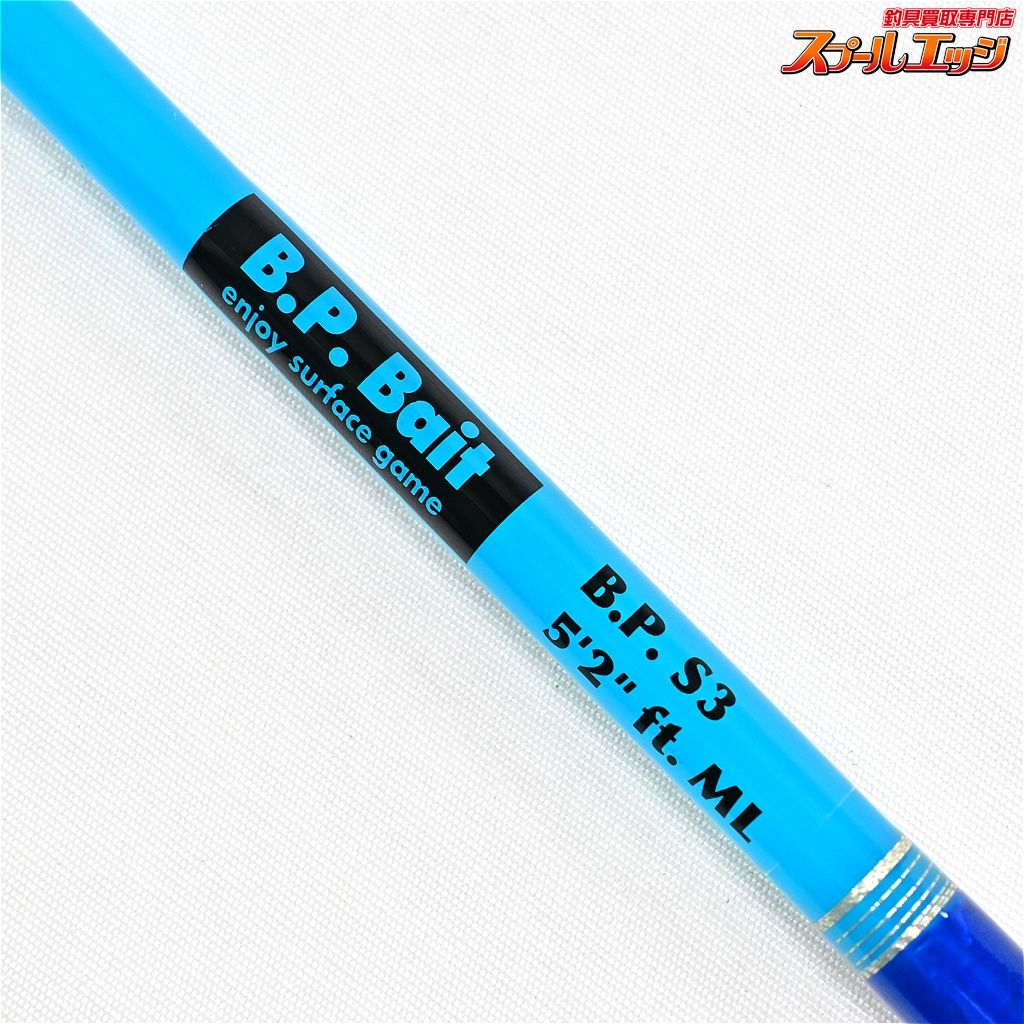 釣具買取専門店
スプールエッジ
B.P. Bait
enjoy surface game
B.P. S3
5'2" ft. ML